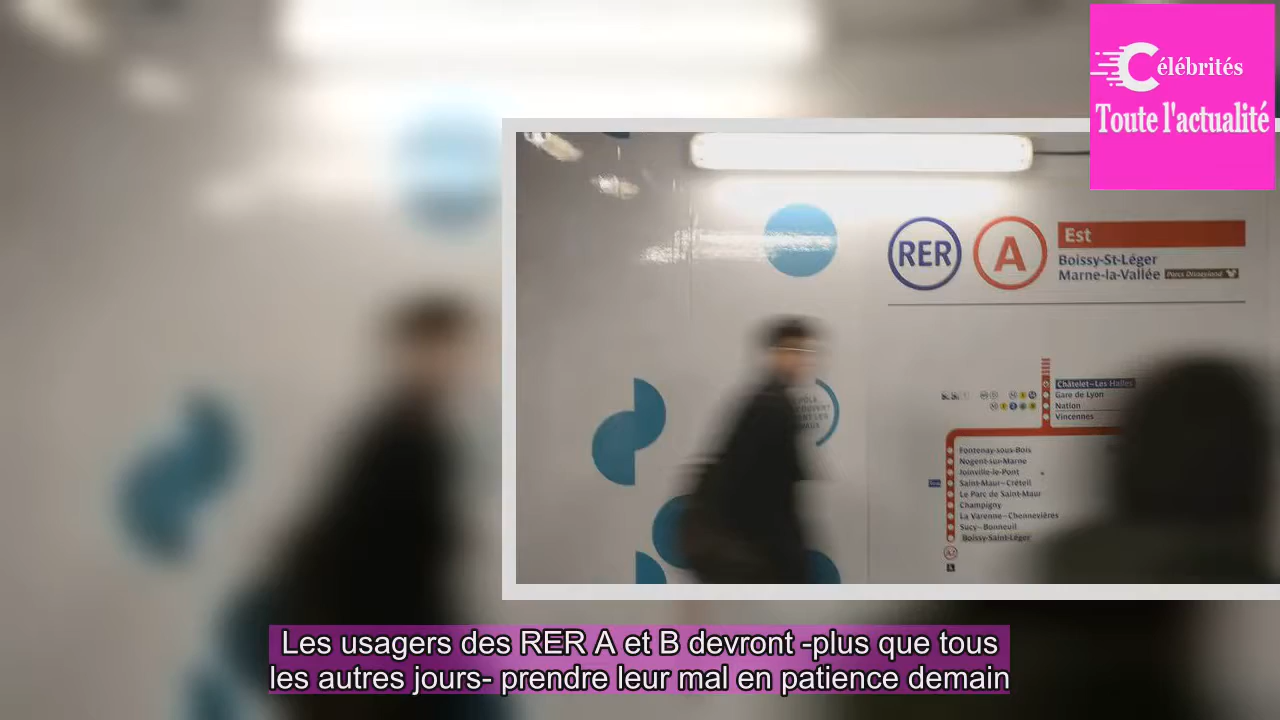 Célébrités
Toute l'actualité
RER A
Est
Boissy-St-Léger
Marne-la-Vallée Parcs Disneyland
Châtelet-Les Halles
Gare de Lyon
Nation
Vincennes
Fontenay-sous-Bois
Nogent-sur-Marne
Joinville-le-Pont
Saint-Maur-Créteil
Le Parc de Saint-Maur
Champigny
La Varenne-Chennevières
Sucy-Bonneuil
Boissy-Saint-Léger
A2
Les usagers des RER A et B devront -plus que tous
les autres jours- prendre leur mal en patience demain